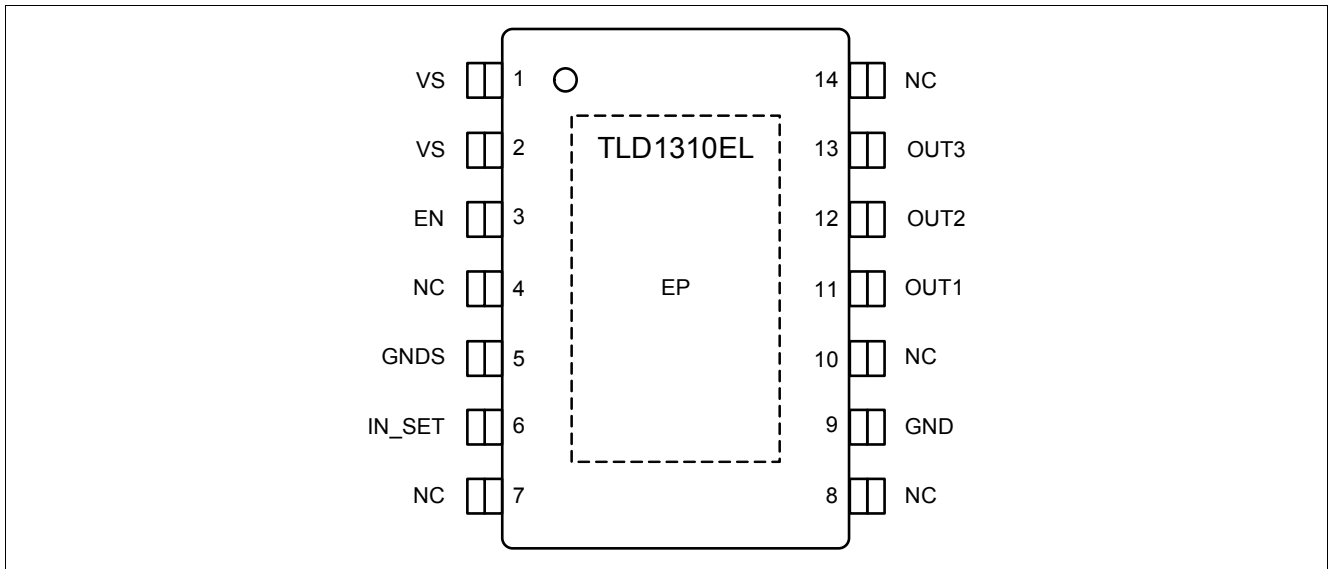 VS 1 14 NC
VS 2 TLD1310EL 13 OUT3
EN 3 12 OUT2
NC 4 EP 11 OUT1
GNDS 5 10 NC
IN_SET 6 9 GND
NC 7 8 NC